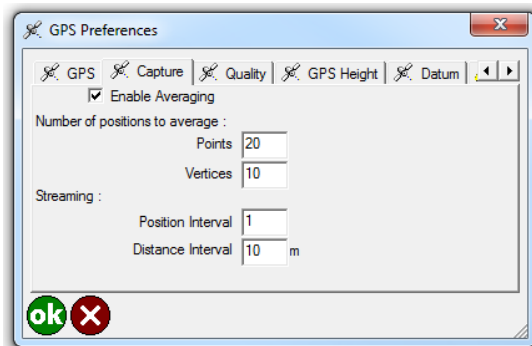 GPS Preferences
GPS Capture Quality GPS Height Datum
Enable Averaging
Number of positions to average :
Points 20
Vertices 10
Streaming :
Position Interval 1
Distance Interval 10 m
ok